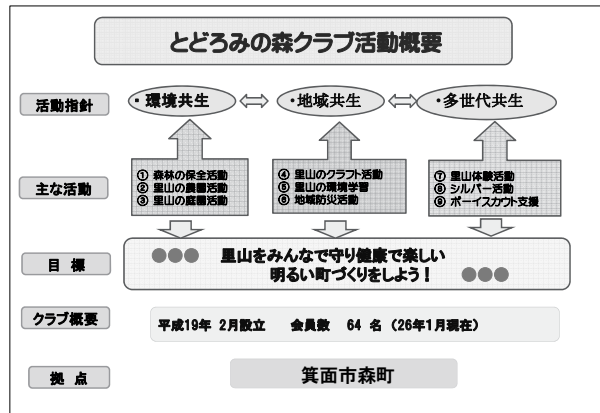 とどろみの森クラブ活動概要
活動指針
・環境共生
・地域共生
・多世代共生
主な活動
① 森林の保全活動
② 里山の農園活動
③ 里山の庭園活動
④ 里山のクラフト活動
⑤ 里山の環境学習
⑥ 地域防災活動
⑦ 里山体験活動
⑧ シルバー活動
⑨ ボーイスカウト支援
目 標
里山をみんなで守り健康で楽しい
明るい町づくりをしよう！
クラブ概要
平成19年 2月設立 会員数 64 名 （26年1月現在）
拠 点
箕面市森町